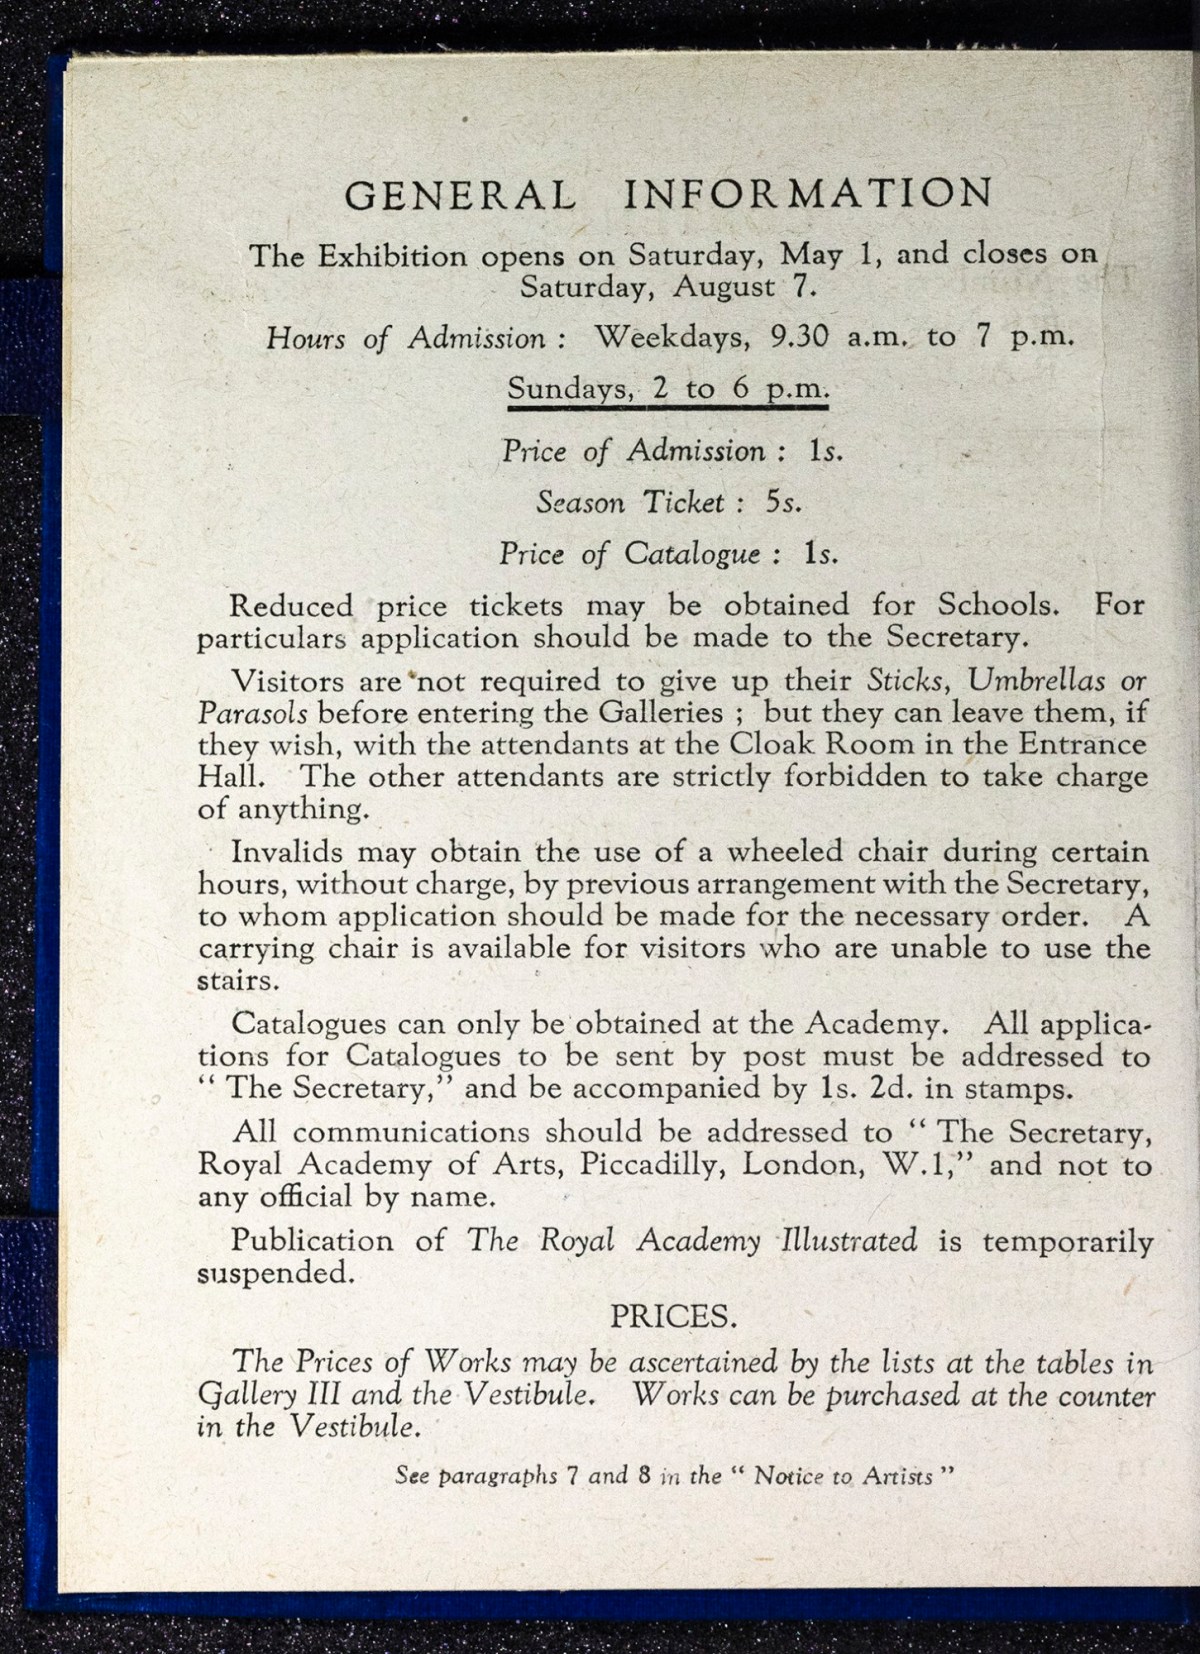 GENERAL INFORMATION
The Exhibition opens on Saturday, May 1, and closes on
Saturday, August 7.
Hours of Admission : Weekdays, 9.30 a.m. to 7 p.m.
Sundays, 2 to 6 p.m.
Price of Admission : 1s.
Season Ticket : 5s.
Price of Catalogue : 1s.
Reduced price tickets may be obtained for Schools. For
particulars application should be made to the Secretary.
Visitors are not required to give up their Sticks, Umbrellas or
Parasols before entering the Galleries ; but they can leave them, if
they wish, with the attendants at the Cloak Room in the Entrance
Hall. The other attendants are strictly forbidden to take charge
of anything.
Invalids may obtain the use of a wheeled chair during certain
hours, without charge, by previous arrangement with the Secretary,
to whom application should be made for the necessary order. A
carrying chair is available for visitors who are unable to use the
stairs.
Catalogues can only be obtained at the Academy. All applica-
tions for Catalogues to be sent by post must be addressed to
“ The Secretary,” and be accompanied by 1s. 2d. in stamps.
All communications should be addressed to “ The Secretary,
Royal Academy of Arts, Piccadilly, London, W.1,” and not to
any official by name.
Publication of The Royal Academy Illustrated is temporarily
suspended.
PRICES.
The Prices of Works may be ascertained by the lists at the tables in
Gallery III and the Vestibule. Works can be purchased at the counter
in the Vestibule.
See paragraphs 7 and 8 in the “ Notice to Artists ”